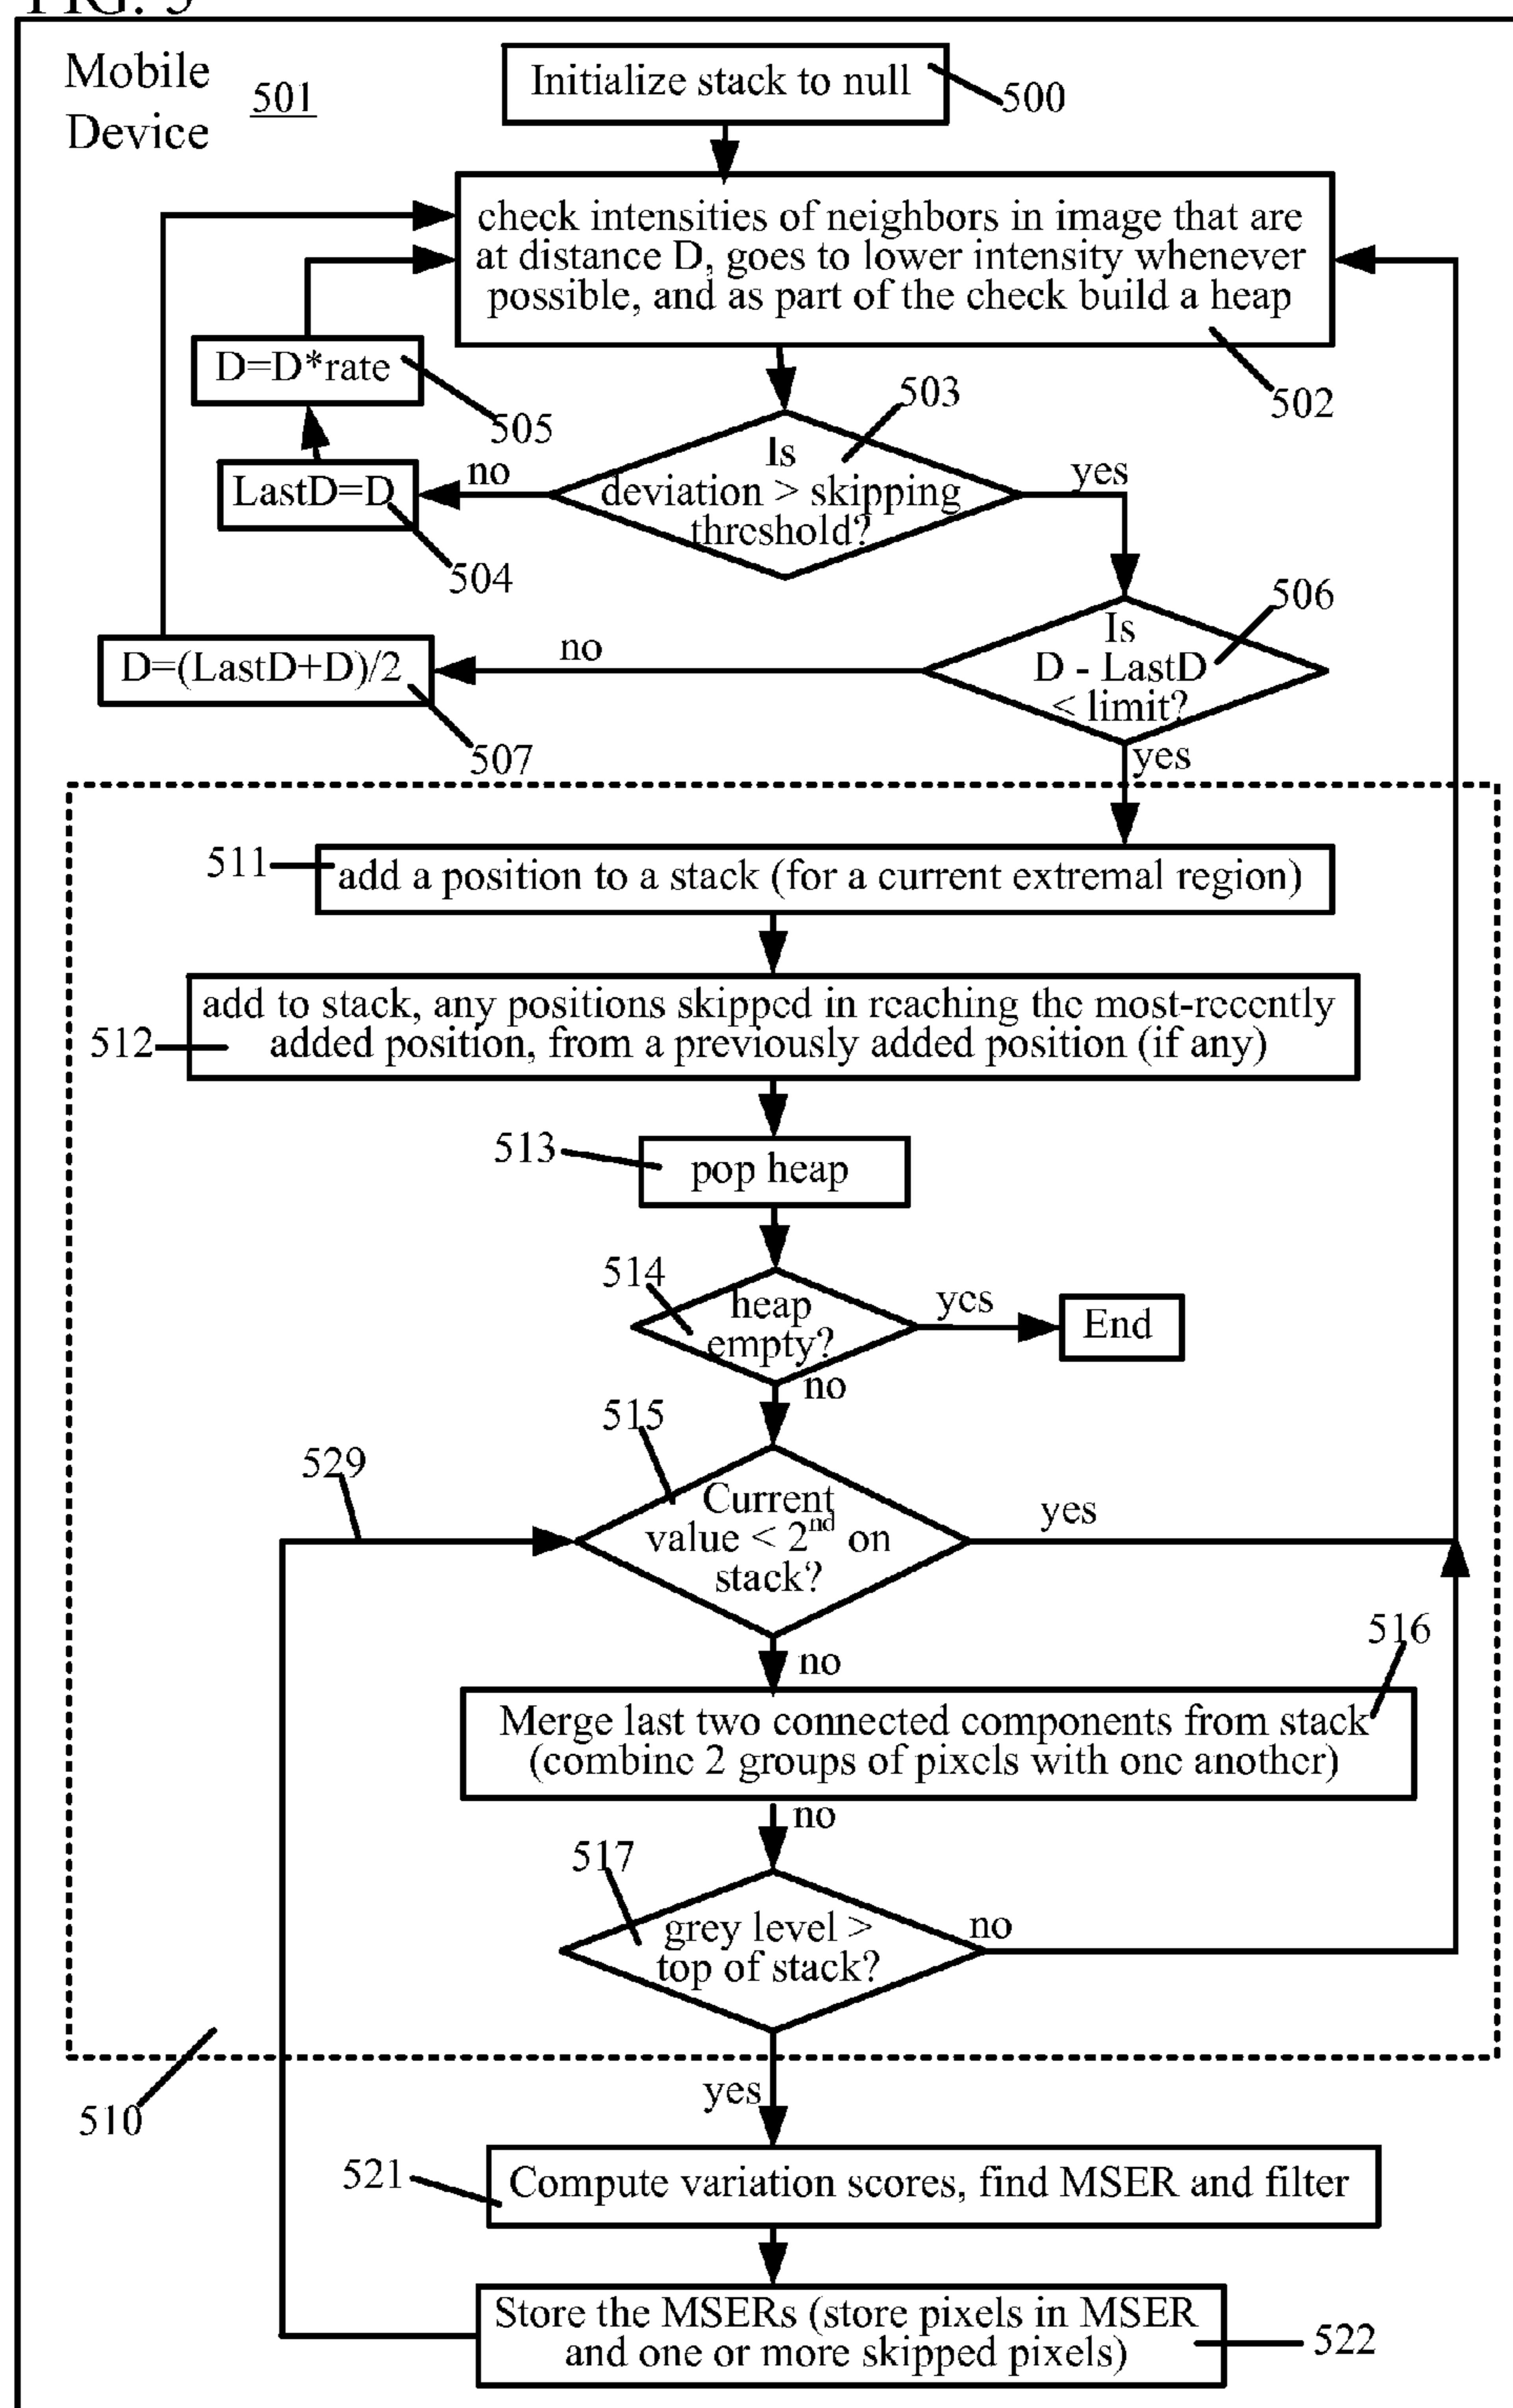 FIG. 5
Mobile
Device
501
Initialize stack to null
500
check intensities of neighbors in image that are
at distance D, goes to lower intensity whenever
possible, and as part of the check build a heap
502
D=D*rate
505
503
Is
deviation > skipping
threshold?
no
yes
LastD=D
504
506
Is
D - LastD
< limit?
no
D=(LastD+D)/2
507
yes
511
add a position to a stack (for a current extremal region)
512
add to stack, any positions skipped in reaching the most-recently
added position, from a previously added position (if any)
513
pop heap
514
heap
empty?
yes
End
no
515
529
Current
value < 2nd on
stack?
yes
no
516
Merge last two connected components from stack
(combine 2 groups of pixels with one another)
no
517
grey level >
top of stack?
no
510
yes
521
Compute variation scores, find MSER and filter
Store the MSERs (store pixels in MSER
and one or more skipped pixels)
522